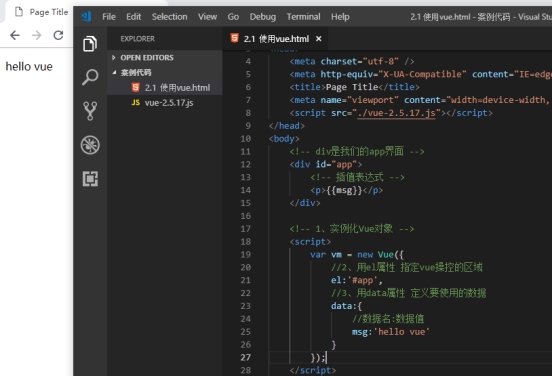 Page Title
hello vue
File Edit Selection View Go Debug Terminal Help
2.1 使用vue.html - 案例代码 - Visual Stu
EXPLORER
OPEN EDITORS
案例代码
2.1 使用vue.html
JS vue-2.5.17.js
2.1 使用vue.html
4 <meta charset="utf-8" />
5 <meta http-equiv="X-UA-Compatible" content="IE=edge
6 <title>Page Title</title>
7 <meta name="viewport" content="width=device-width,
8 <script src="./vue-2.5.17.js"></script>
9 </head>
10 <body>
11 <!-- div是我们的app界面 -->
12 <div id="app">
13 <!-- 插值表达式 -->
14 <p>{{msg}}</p>
15 </div>
16
17 <!-- 1、实例化Vue对象 -->
18 <script>
19 var vm = new Vue({
20 //2、用el属性 指定vue操控的区域
21 el:'#app',
22 //3、用data属性 定义要使用的数据
23 data:{
24 //数据名:数据值
25 msg:'hello vue'
26 }
27 });
28 </script>